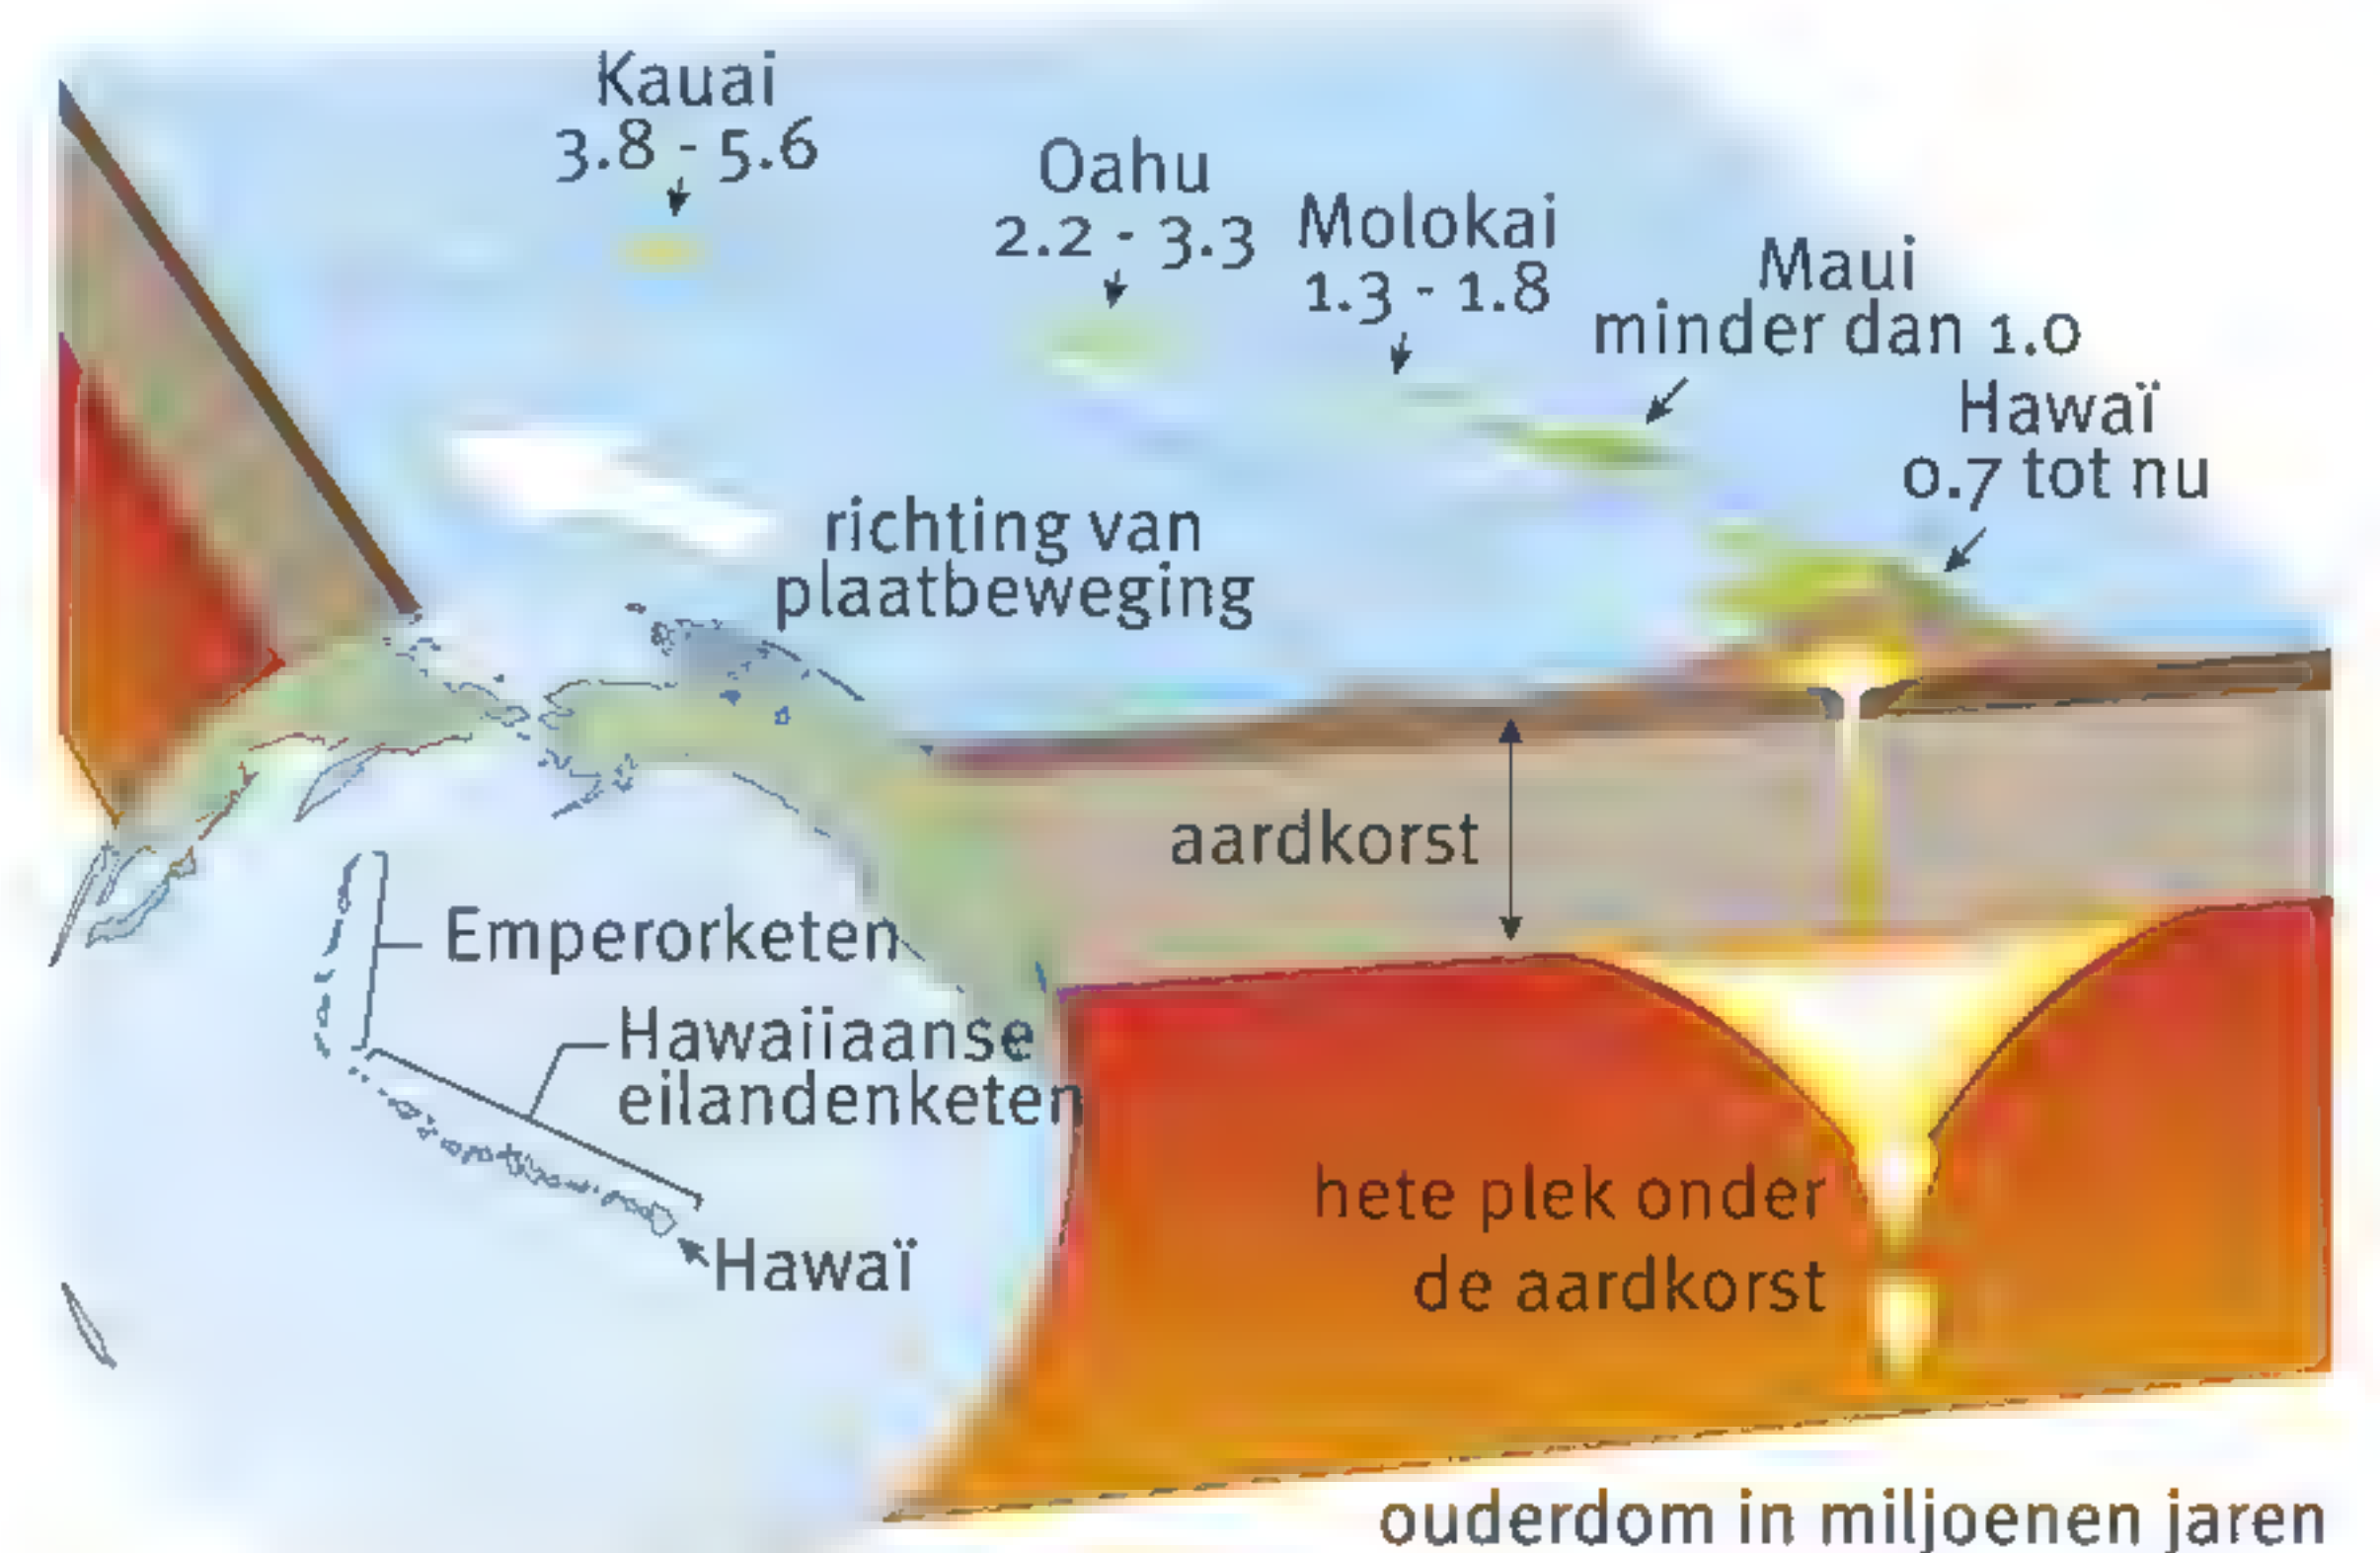 Kauai
3.8 - 5.6
Oahu
2.2 - 3.3
Molokai
1.3 - 1.8
Maui
minder dan 1.0
Hawaï
0.7 tot nu
richting van
plaatbeweging
aardkorst
Emperorketen
Hawaiiaanse
eilandenketen
Hawaï
hete plek onder
de aardkorst
ouderdom in miljoenen jaren